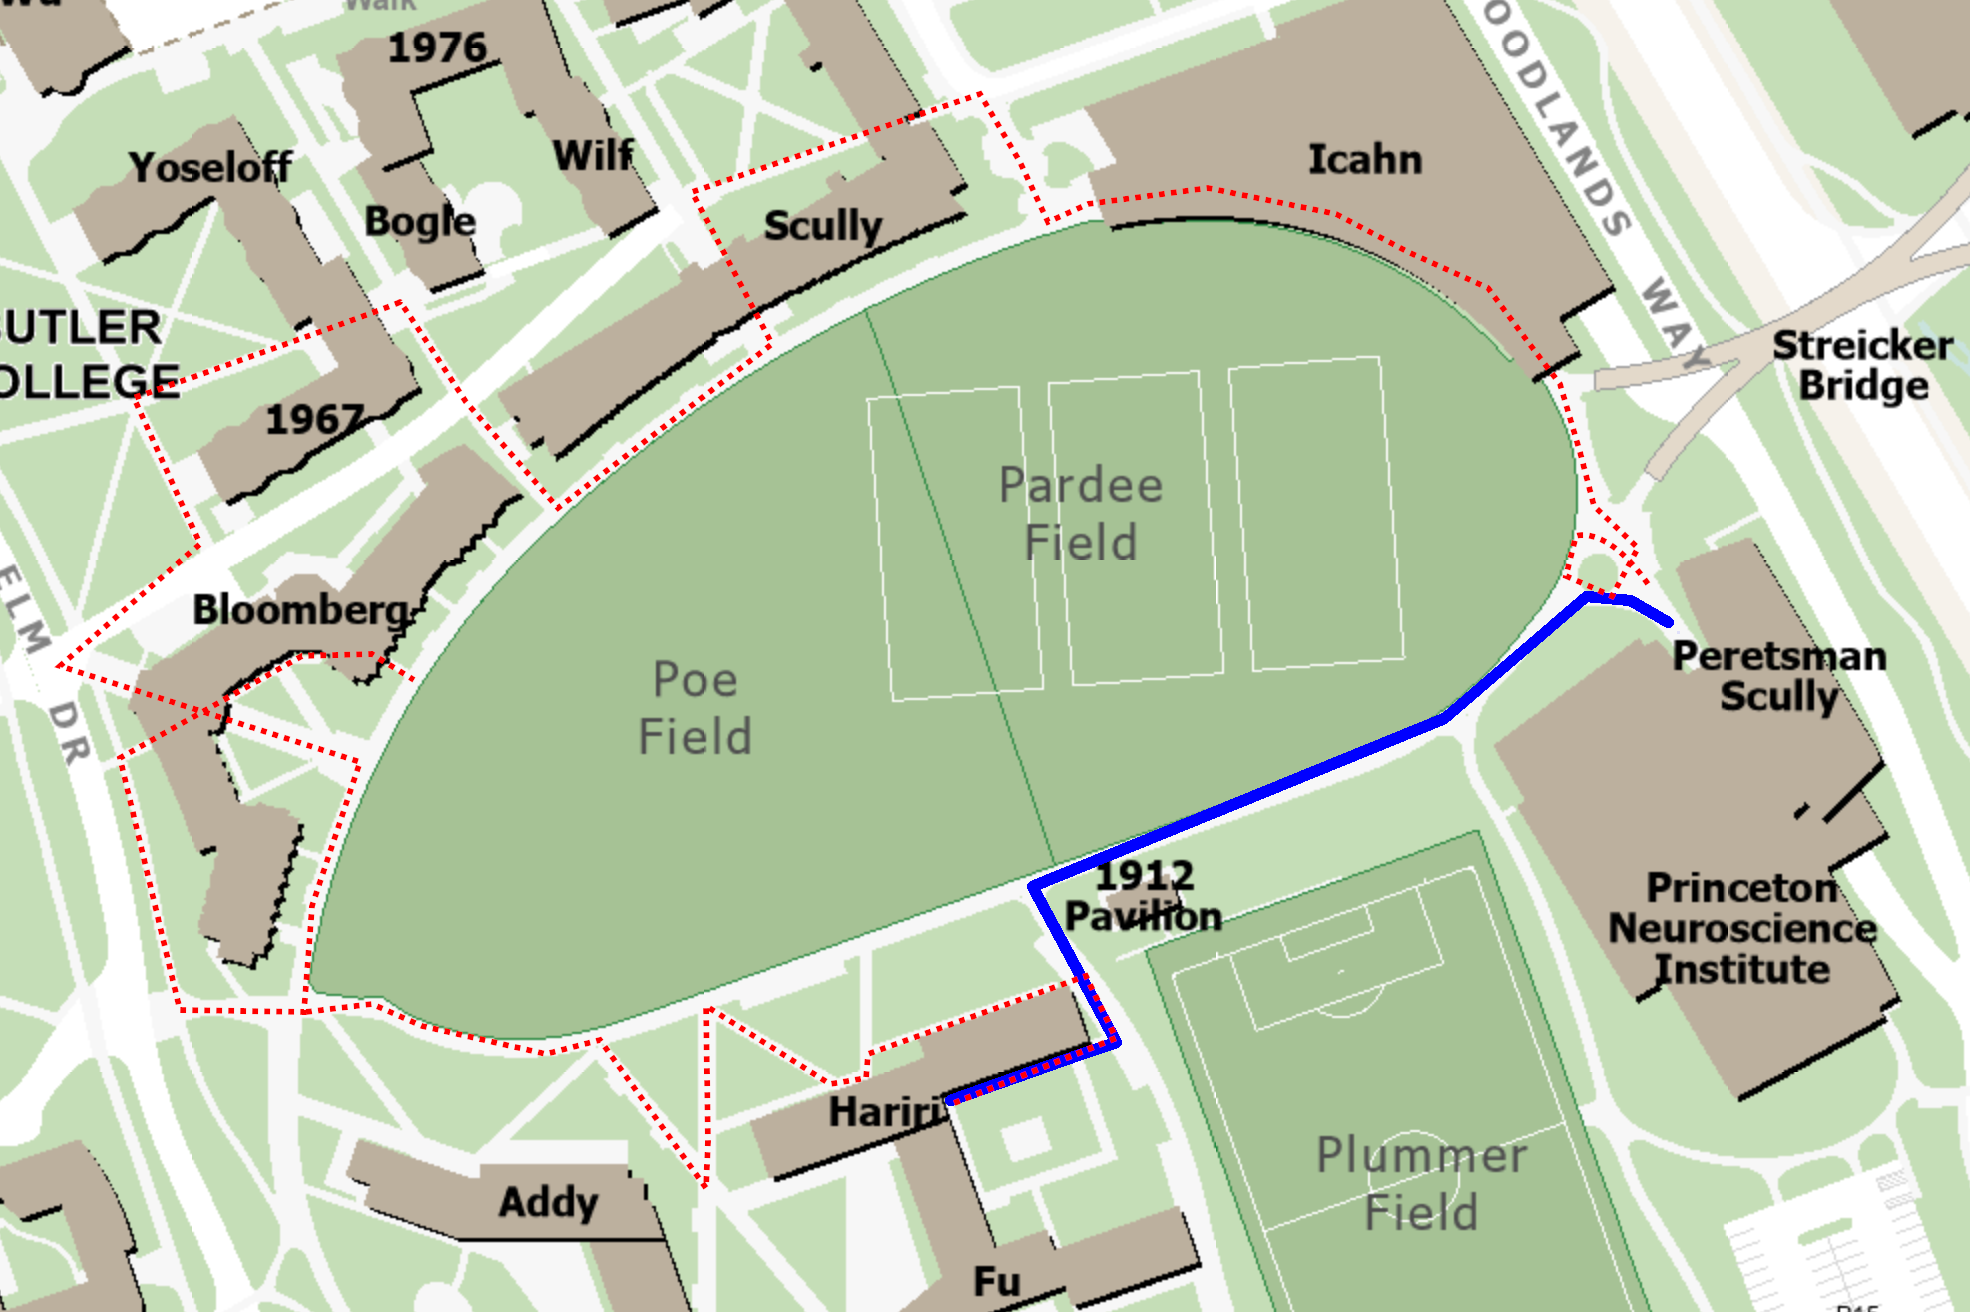 Walk
1976
Yoseloff
Wilf
Bogle
Scully
Icahn
OODLANDS WAY
BUTLER
OLLEGE
1967
Streicker
Bridge
Pardee
Field
ELM DR
Bloomberg
Poe
Field
Peretsman
Scully
1912
Pavilion
Princeton
Neuroscience
Institute
Hariri
Addy
Plummer
Field
Fu